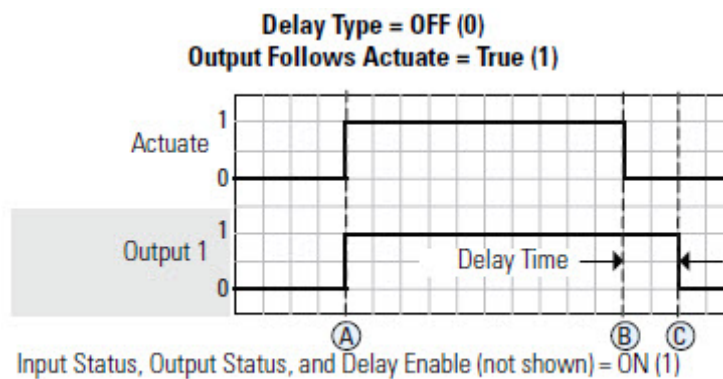 Delay Type = OFF (0)
Output Follows Actuate = True (1)
1
Actuate
0
1
Output 1
Delay Time
0
A B C
Input Status, Output Status, and Delay Enable (not shown) = ON (1)